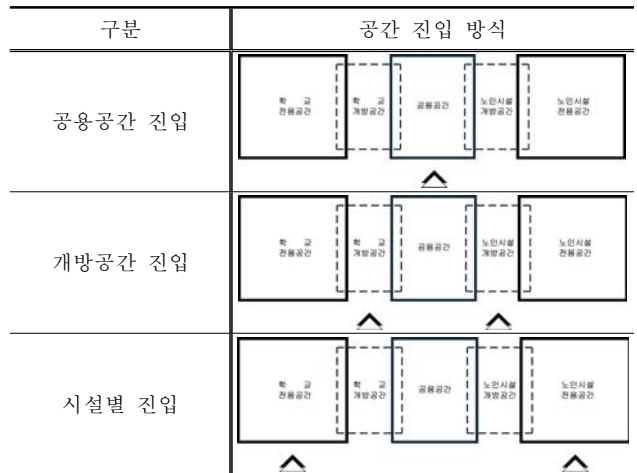 구분
공간 진입 방식
공용공간 진입
학 교
전용공간
학 교
개방공간
공용공간
노인시설
개방공간
노인시설
전용공간
개방공간 진입
학 교
전용공간
학 교
개방공간
공용공간
노인시설
개방공간
노인시설
전용공간
시설별 진입
학 교
전용공간
학 교
개방공간
공용공간
노인시설
개방공간
노인시설
전용공간